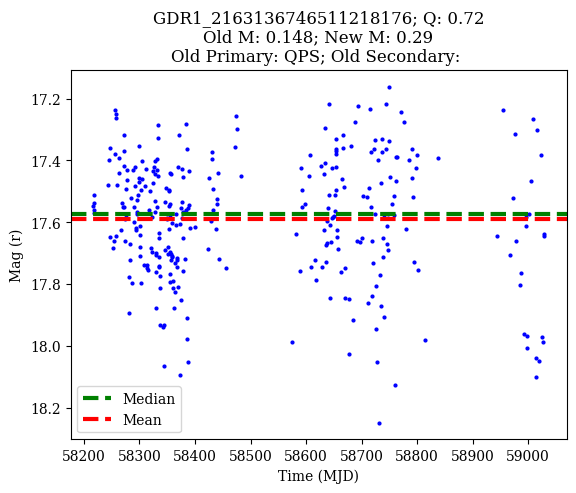 GDR1_2163136746511218176; Q: 0.72
Old M: 0.148; New M: 0.29
Old Primary: QPS; Old Secondary:
17.2
17.4
17.6
17.8
18.0
18.2
Mag (r)
Median
Mean
58200 58300 58400 58500 58600 58700 58800 58900 59000
Time (MJD)